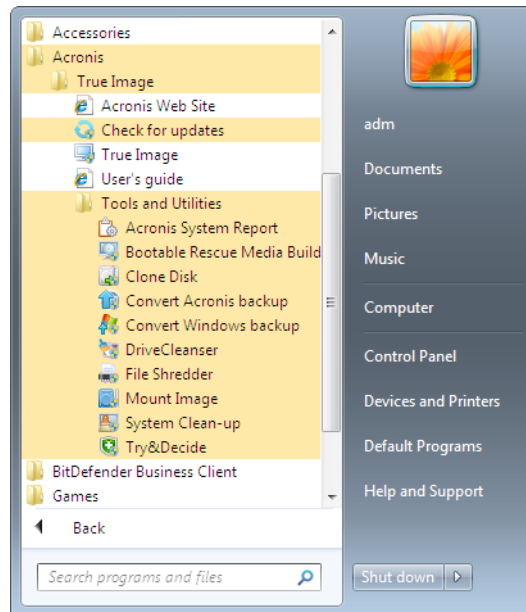 Accessories
Acronis
True Image
Acronis Web Site
Check for updates
True Image
User's guide
Tools and Utilities
Acronis System Report
Bootable Rescue Media Build
Clone Disk
Convert Acronis backup
Convert Windows backup
DriveCleanser
File Shredder
Mount Image
System Clean-up
Try&Decide
BitDefender Business Client
Games
Back
Search programs and files
adm
Documents
Pictures
Music
Computer
Control Panel
Devices and Printers
Default Programs
Help and Support
Shut down